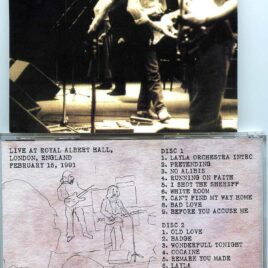 LIVE AT ROYAL ALBERT HALL,
LONDON, ENGLAND
FEBRUARY 15, 1991
DISC 1
1. LAYLA ORCHESTRA INTRO
2. PRETENDING
3. NO ALIBIS
4. RUNNING ON FAITH
5. I SHOT THE SHERIFF
6. WHITE ROOM
7. CAN'T FIND MY WAY HOME
8. BAD LOVE
9. BEFORE YOU ACCUSE ME
DISC 2
1. OLD LOVE
2. BADGE
3. WONDERFULL TONIGHT
4. COCAINE
5. REMARE YOU MADE
6. LAYLA